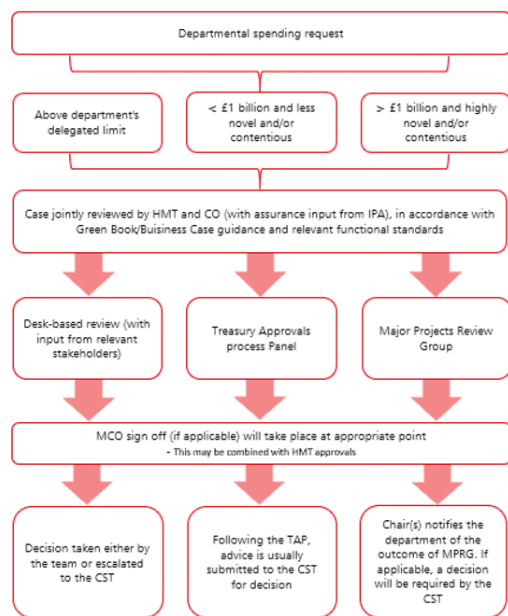 Departmental spending request
Above department's
delegated limit
< £1 billion and less
novel and/or
contentious
> £1 billion and highly
novel and/or
contentious
Case jointly reviewed by HMT and CO (with assurance input from IPA), in accordance with
Green Book/Buisiness Case guidance and relevant functional standards
Desk-based review (with
input from relevant
stakeholders)
Treasury Approvals
process Panel
Major Projects Review
Group
MCO sign off (if applicable) will take place at appropriate point
- This may be combined with HMT approvals
Decision taken either by
the team or escalated
to the CST
Following the TAP,
advice is usually
submitted to the CST
for decision
Chair(s) notifies the
department of the
outcome of MPRG. If
applicable, a decision
will be required by the
CST